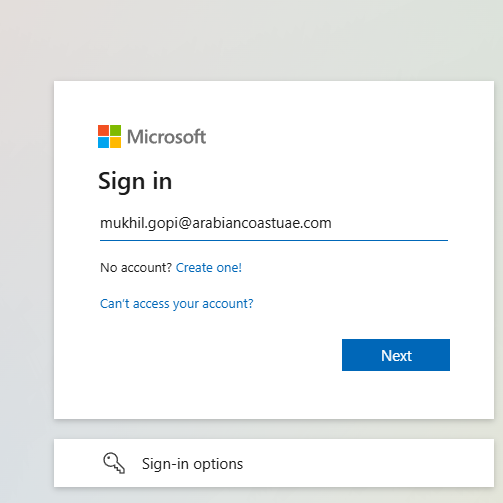 Microsoft
Sign in
mukhil.gopi@arabiancoastuae.com
No account? Create one!
Can't access your account?
Next
Sign-in options